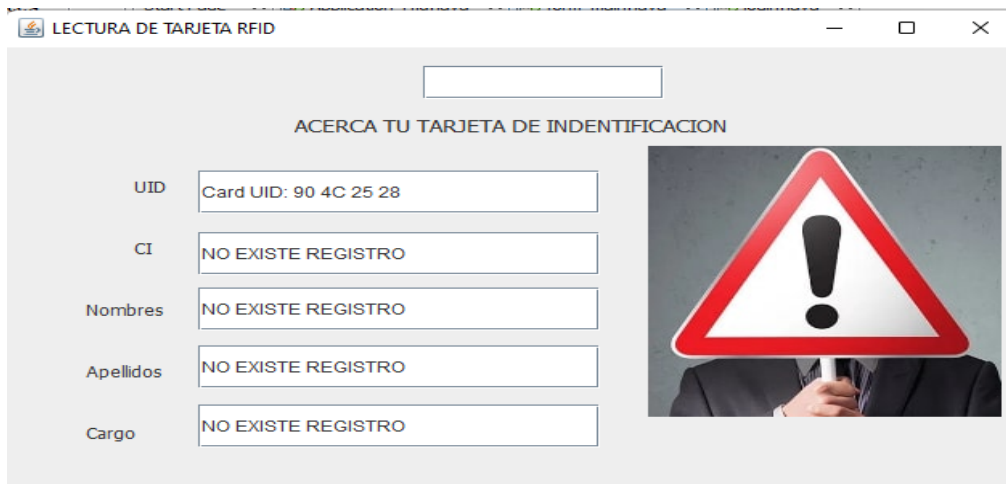 LECTURA DE TARJETA RFID
ACERCA TU TARJETA DE INDENTIFICACION
UID
Card UID: 90 4C 25 28
CI
NO EXISTE REGISTRO
Nombres
NO EXISTE REGISTRO
Apellidos
NO EXISTE REGISTRO
Cargo
NO EXISTE REGISTRO